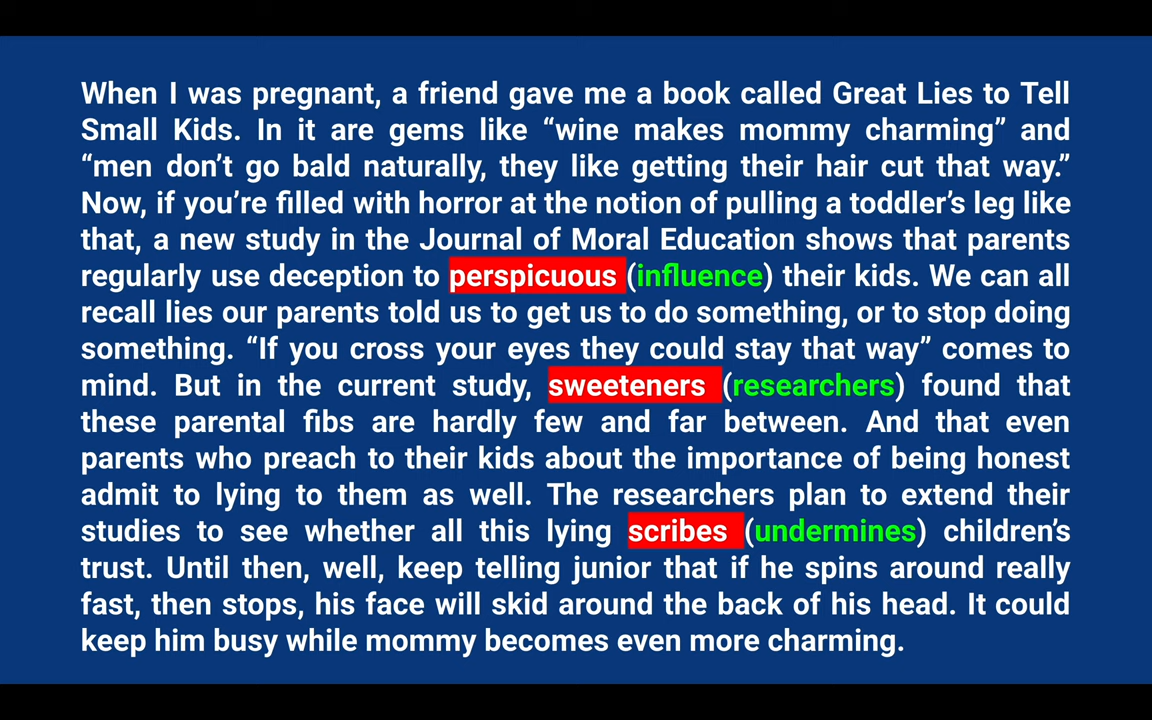 When I was pregnant, a friend gave me a book called Great Lies to Tell
Small Kids. In it are gems like “wine makes mommy charming” and
“men don’t go bald naturally, they like getting their hair cut that way.”
Now, if you’re filled with horror at the notion of pulling a toddler’s leg like
that, a new study in the Journal of Moral Education shows that parents
regularly use deception to perspicuous (influence) their kids. We can all
recall lies our parents told us to get us to do something, or to stop doing
something. “If you cross your eyes they could stay that way” comes to
mind. But in the current study, sweeteners (researchers) found that
these parental fibs are hardly few and far between. And that even
parents who preach to their kids about the importance of being honest
admit to lying to them as well. The researchers plan to extend their
studies to see whether all this lying scribes (undermines) children’s
trust. Until then, well, keep telling junior that if he spins around really
fast, then stops, his face will skid around the back of his head. It could
keep him busy while mommy becomes even more charming.